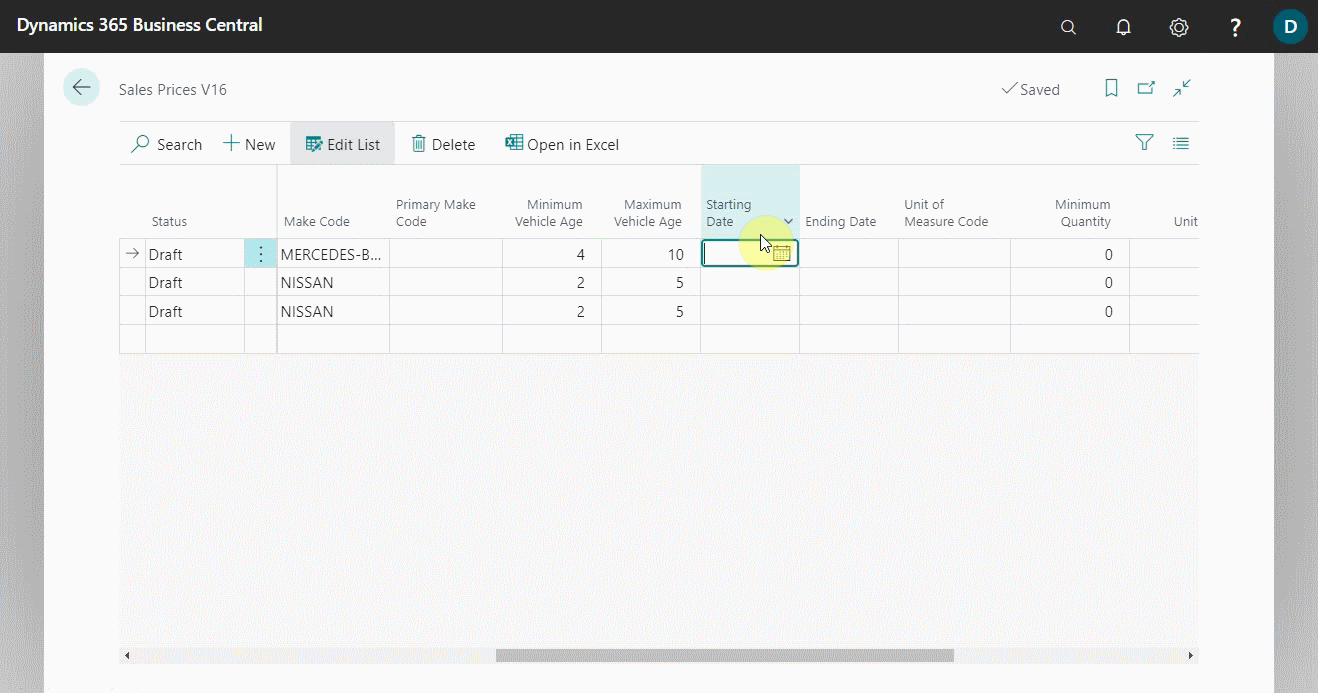 Dynamics 365 Business Central
?
D
Sales Prices V16
Saved
Search
New
Edit List
Delete
Open in Excel
Status
Make Code
Primary Make
Code
Minimum
Vehicle Age
Maximum
Vehicle Age
Starting
Date
Ending Date
Unit of
Measure Code
Minimum
Quantity
Unit
Draft MERCEDES-B... 4 10 0
Draft NISSAN 2 5 0
Draft NISSAN 2 5 0